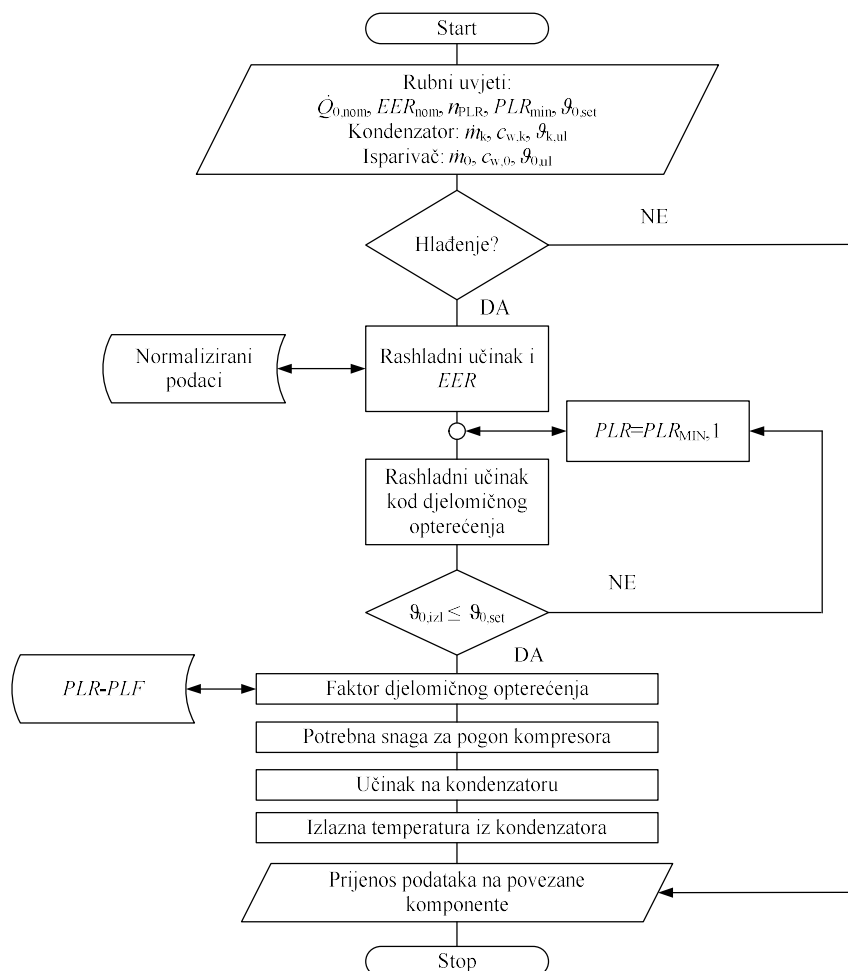 Start
Rubni uvjeti:
Q̇0,nom, EERnom, nPLR, PLRmin, ϑ0,set
Kondenzator: ṁk, cw,k, ϑk,ul
Isparivač: ṁ0, cw,0, ϑ0,ul
NE
Hlađenje?
DA
Normalizirani
podaci
Rashladni učinak i
EER
PLR=PLRMIN,1
Rashladni učinak
kod djelomičnog
opterećenja
NE
ϑ0,izl ≤ ϑ0,set
DA
PLR-PLF
Faktor djelomičnog opterećenja
Potrebna snaga za pogon kompresora
Učinak na kondenzatoru
Izlazna temperatura iz kondenzatora
Prijenos podataka na povezane
komponente
Stop